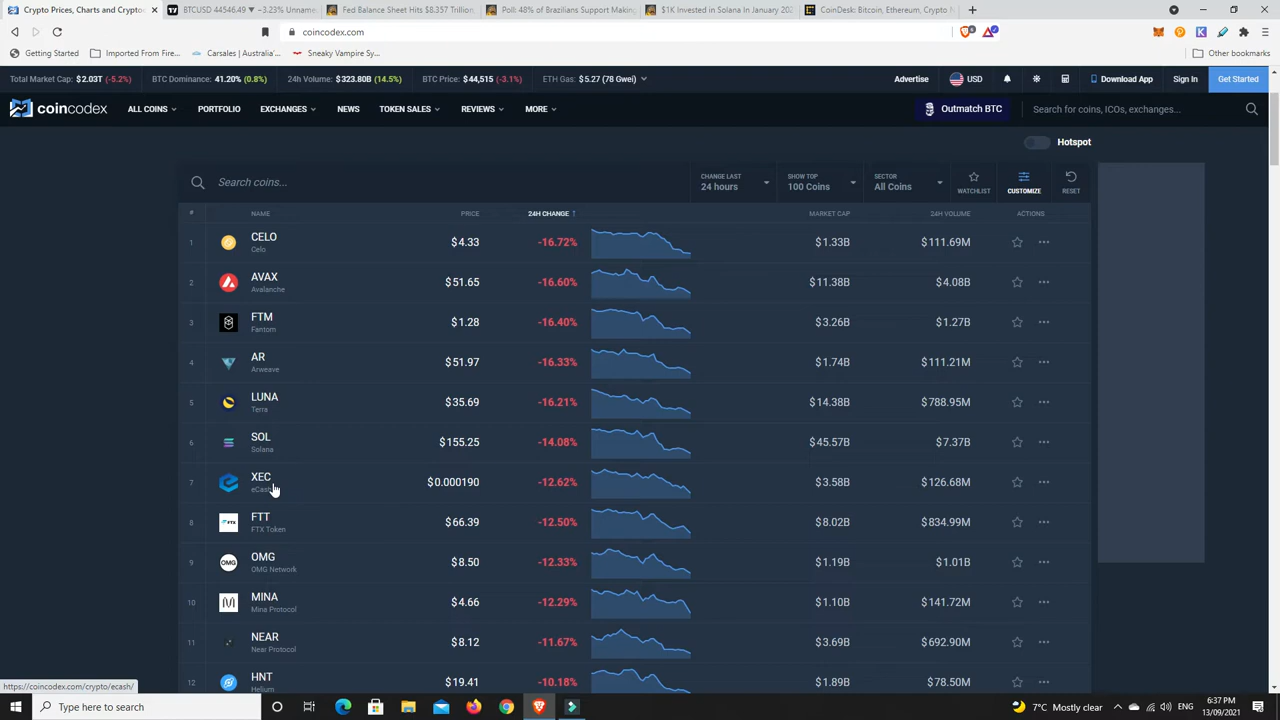 Crypto Prices, Charts and Cryptoc
BTCUSD 44546.49 ▼ −3.23% Unname
Fed Balance Sheet Hits $8.357 Trillion
Poll: 48% of Brazilians Support Making
$1K Invested in Solana In January 202
CoinDesk: Bitcoin, Ethereum, Crypto N
coincodex.com
Getting Started
Imported From Fire...
Carsales | Australia'...
Sneaky Vampire Sy...
Other bookmarks
Total Market Cap: $2.03T (-5.2%)
BTC Dominance: 41.20% (0.8%)
24h Volume: $323.80B (14.5%)
BTC Price: $44,515 (-3.1%)
ETH Gas: $5.27 (78 Gwei)
Advertise
USD
Download App
Sign In
Get Started
coincodex
ALL COINS
PORTFOLIO
EXCHANGES
NEWS
TOKEN SALES
REVIEWS
MORE
Outmatch BTC
Search for coins, ICOs, exchanges...
Hotspot
Search coins...
CHANGE LAST
24 hours
SHOW TOP
100 Coins
SECTOR
All Coins
WATCHLIST
CUSTOMIZE
RESET
# NAME PRICE 24H CHANGE ↑ MARKET CAP 24H VOLUME ACTIONS
1 CELO $4.33 -16.72% $1.33B $111.69M
Celo
2 AVAX $51.65 -16.60% $11.38B $4.08B
Avalanche
3 FTM $1.28 -16.40% $3.26B $1.27B
Fantom
4 AR $51.97 -16.33% $1.74B $111.21M
Arweave
5 LUNA $35.69 -16.21% $14.38B $788.95M
Terra
6 SOL $155.25 -14.08% $45.57B $7.37B
Solana
7 XEC $0.000190 -12.62% $3.58B $126.68M
eCash
8 FTT $66.39 -12.50% $8.02B $834.99M
FTX Token
9 OMG $8.50 -12.33% $1.19B $1.01B
OMG Network
10 MINA $4.66 -12.29% $1.10B $141.72M
Mina Protocol
11 NEAR $8.12 -11.67% $3.69B $692.90M
Near Protocol
12 HNT $19.41 -10.18% $1.89B $78.50M
Helium
https://coincodex.com/crypto/ecash/
Type here to search
7°C Mostly clear
ENG
6:37 PM
13/09/2021